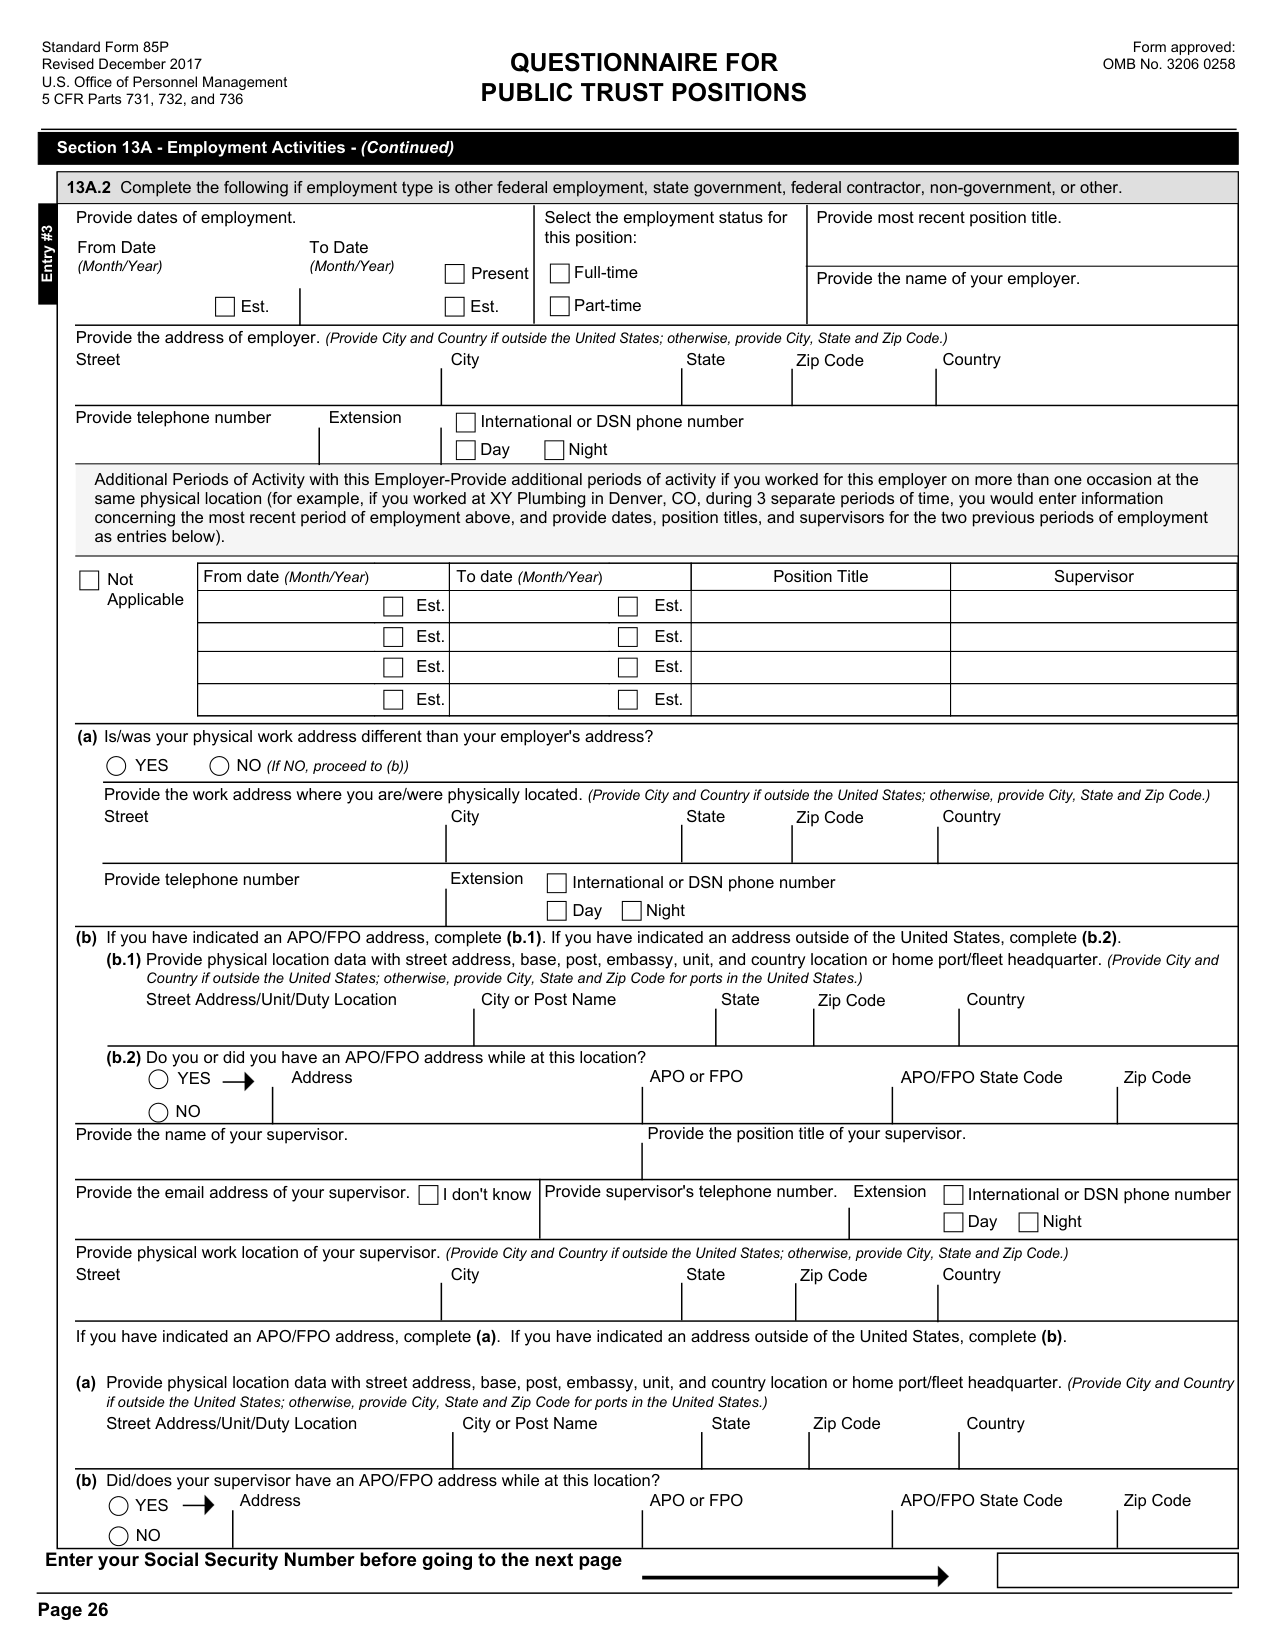 Standard Form 85P
Revised December 2017
U.S. Office of Personnel Management
5 CFR Parts 731, 732, and 736
QUESTIONNAIRE FOR
PUBLIC TRUST POSITIONS
Form approved:
OMB No. 3206 0258
Section 13A - Employment Activities - (Continued)
13A.2 Complete the following if employment type is other federal employment, state government, federal contractor, non-government, or other.
Entry #3
Provide dates of employment.
From Date
(Month/Year)
Est.
To Date
(Month/Year)
Present
Est.
Select the employment status for
this position:
Full-time
Part-time
Provide most recent position title.
Provide the name of your employer.
Provide the address of employer. (Provide City and Country if outside the United States; otherwise, provide City, State and Zip Code.)
Street City State Zip Code Country
Provide telephone number Extension International or DSN phone number
Day Night
Additional Periods of Activity with this Employer-Provide additional periods of activity if you worked for this employer on more than one occasion at the
same physical location (for example, if you worked at XY Plumbing in Denver, CO, during 3 separate periods of time, you would enter information
concerning the most recent period of employment above, and provide dates, position titles, and supervisors for the two previous periods of employment
as entries below).
Not
Applicable
From date (Month/Year) To date (Month/Year) Position Title Supervisor
Est. Est.
Est. Est.
Est. Est.
Est. Est.
(a) Is/was your physical work address different than your employer's address?
YES NO (If NO, proceed to (b))
Provide the work address where you are/were physically located. (Provide City and Country if outside the United States; otherwise, provide City, State and Zip Code.)
Street City State Zip Code Country
Provide telephone number Extension International or DSN phone number
Day Night
(b) If you have indicated an APO/FPO address, complete (b.1). If you have indicated an address outside of the United States, complete (b.2).
(b.1) Provide physical location data with street address, base, post, embassy, unit, and country location or home port/fleet headquarter. (Provide City and
Country if outside the United States; otherwise, provide City, State and Zip Code for ports in the United States.)
Street Address/Unit/Duty Location City or Post Name State Zip Code Country
(b.2) Do you or did you have an APO/FPO address while at this location?
YES Address APO or FPO APO/FPO State Code Zip Code
NO
Provide the name of your supervisor. Provide the position title of your supervisor.
Provide the email address of your supervisor. I don't know Provide supervisor's telephone number. Extension International or DSN phone number
Day Night
Provide physical work location of your supervisor. (Provide City and Country if outside the United States; otherwise, provide City, State and Zip Code.)
Street City State Zip Code Country
If you have indicated an APO/FPO address, complete (a). If you have indicated an address outside of the United States, complete (b).
(a) Provide physical location data with street address, base, post, embassy, unit, and country location or home port/fleet headquarter. (Provide City and Country
if outside the United States; otherwise, provide City, State and Zip Code for ports in the United States.)
Street Address/Unit/Duty Location City or Post Name State Zip Code Country
(b) Did/does your supervisor have an APO/FPO address while at this location?
YES Address APO or FPO APO/FPO State Code Zip Code
NO
Enter your Social Security Number before going to the next page
Page 26